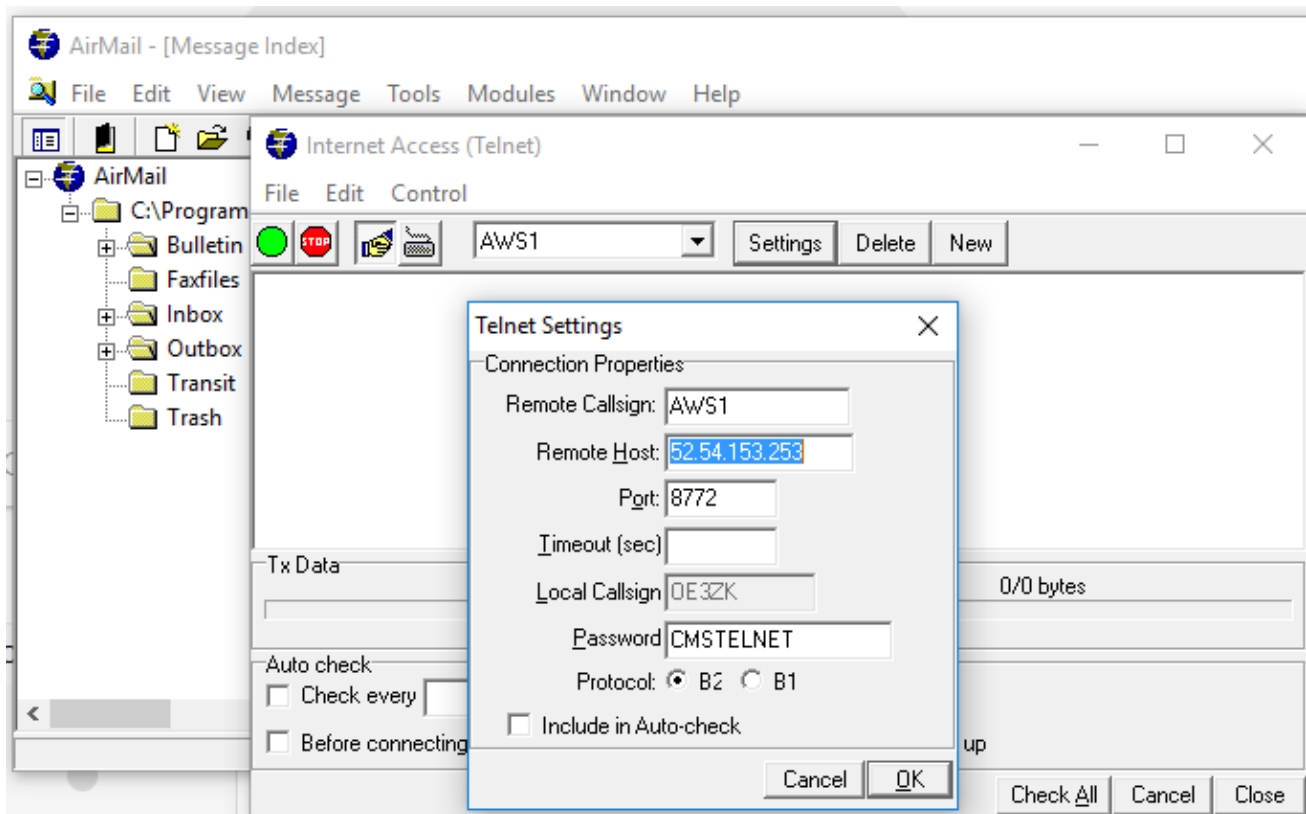 AirMail - [Message Index]
File Edit View Message Tools Modules Window Help
Internet Access (Telnet)
File Edit Control
STOP AWS1 Settings Delete New
AirMail
C:\Program
Bulletin
Faxfiles
Inbox
Outbox
Transit
Trash
Telnet Settings
Connection Properties
Remote Callsign: AWS1
Remote Host: 52.54.153.253
Port: 8772
Timeout (sec)
Local Callsign OE3ZK
Password CMSTELNET
Protocol: B2 B1
Include in Auto-check
Cancel OK
Tx Data
0/0 bytes
Auto check
Check every
Before connecting
up
Check All Cancel Close